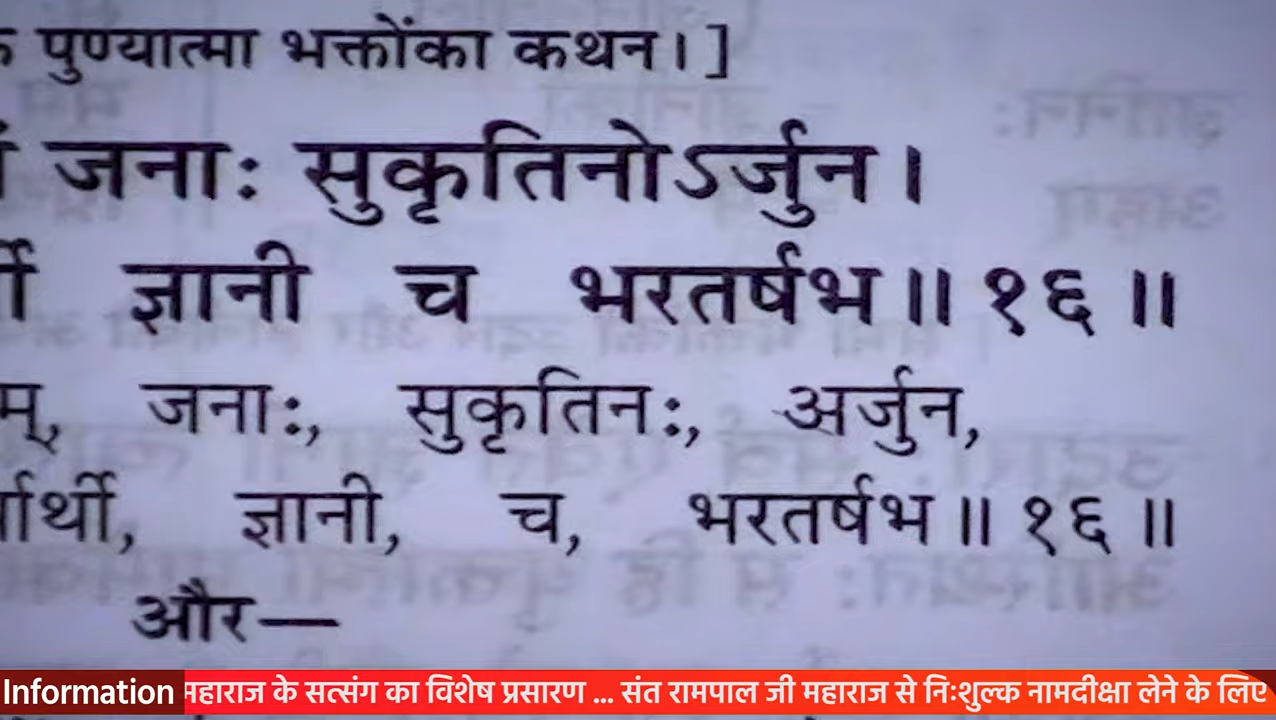 पुण्यात्मा भक्तोंका कथन। ]
जनाः सुकृतिनोऽर्जुन।
ज्ञानी च भरतर्षभ॥ १६ ॥
जनाः, सुकृतिनः, अर्जुन,
ज्ञानी, च, भरतर्षभ॥ १६ ॥
और—
Information महाराज के सत्संग का विशेष प्रसारण ... संत रामपाल जी महाराज से निःशुल्क नामदीक्षा लेने के लिए